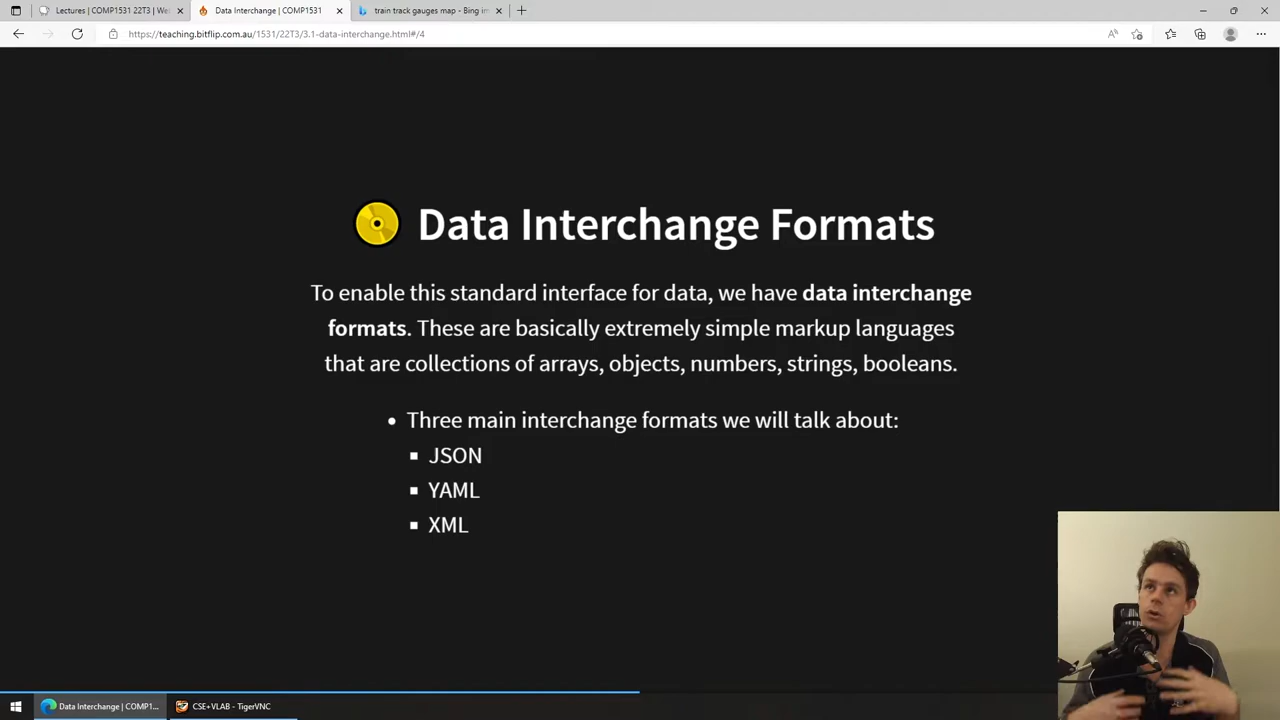 Lectures | COMP1531 22T3 | We
Data Interchange | COMP1531
train track gauges map - Bing im
https://teaching.bitflip.com.au/1531/22T3/3.1-data-interchange.html#/4
Data Interchange Formats
To enable this standard interface for data, we have data interchange
formats. These are basically extremely simple markup languages
that are collections of arrays, objects, numbers, strings, booleans.
• Three main interchange formats we will talk about:
▪ JSON
▪ YAML
▪ XML
Data Interchange | COMP1...
CSE+VLAB - TigerVNC